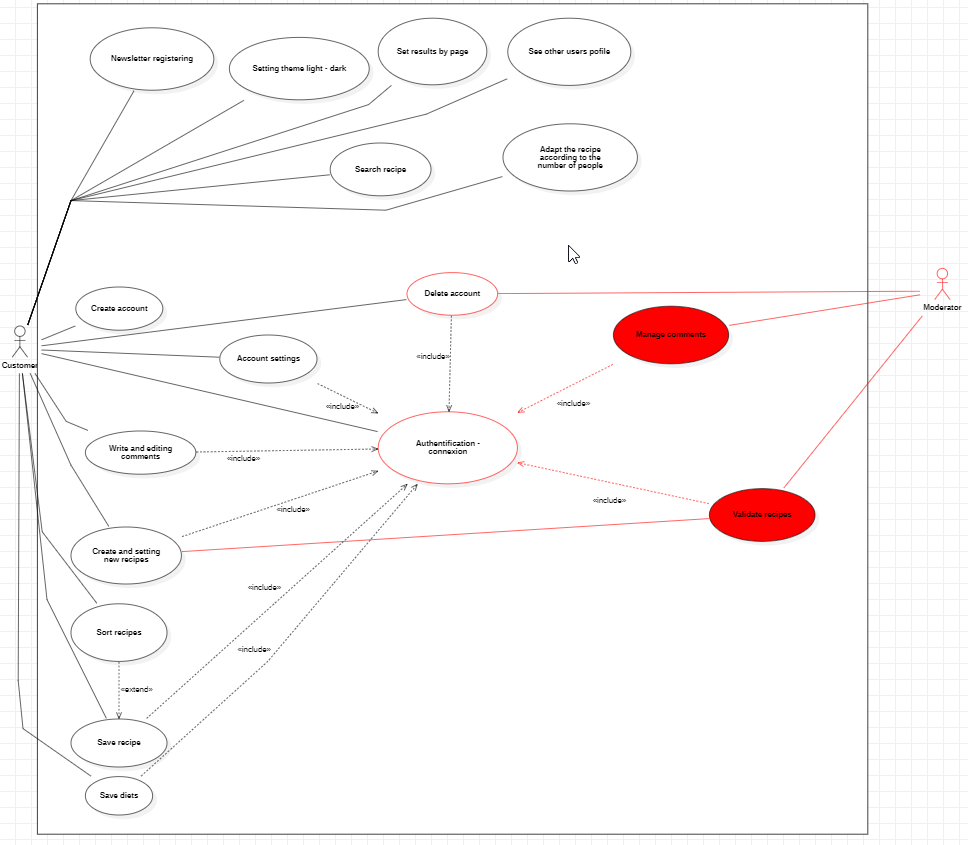 Newsletter registering
Setting theme light - dark
Set results by page
See other users pofile
Search recipe
Adapt the recipe
according to the
number of people
Create account
Delete account
Moderator
Manage comments
Customer
Account settings
«include»
«include»
«include»
Authentification -
connexion
Write and editing
comments
«include»
«include»
«include»
Validate recipes
Create and setting
new recipes
«include»
Sort recipes
«include»
«extend»
Save recipe
Save diets